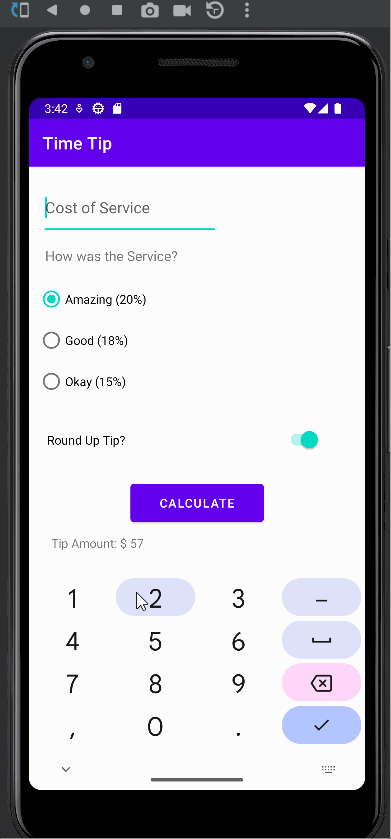 3:42
Time Tip
Cost of Service
How was the Service?
Amazing (20%)
Good (18%)
Okay (15%)
Round Up Tip?
CALCULATE
Tip Amount: $ 57
1 2 3 –
4 5 6
7 8 9
, 0 .